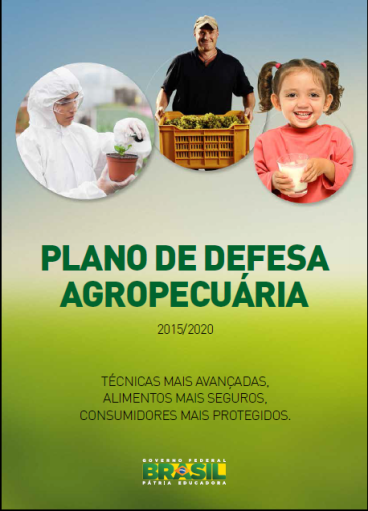 PLANO DE DEFESA
AGROPECUÁRIA
2015/2020
TÉCNICAS MAIS AVANÇADAS,
ALIMENTOS MAIS SEGUROS,
CONSUMIDORES MAIS PROTEGIDOS.
GOVERNO FEDERAL
BRASIL
PÁTRIA EDUCADORA